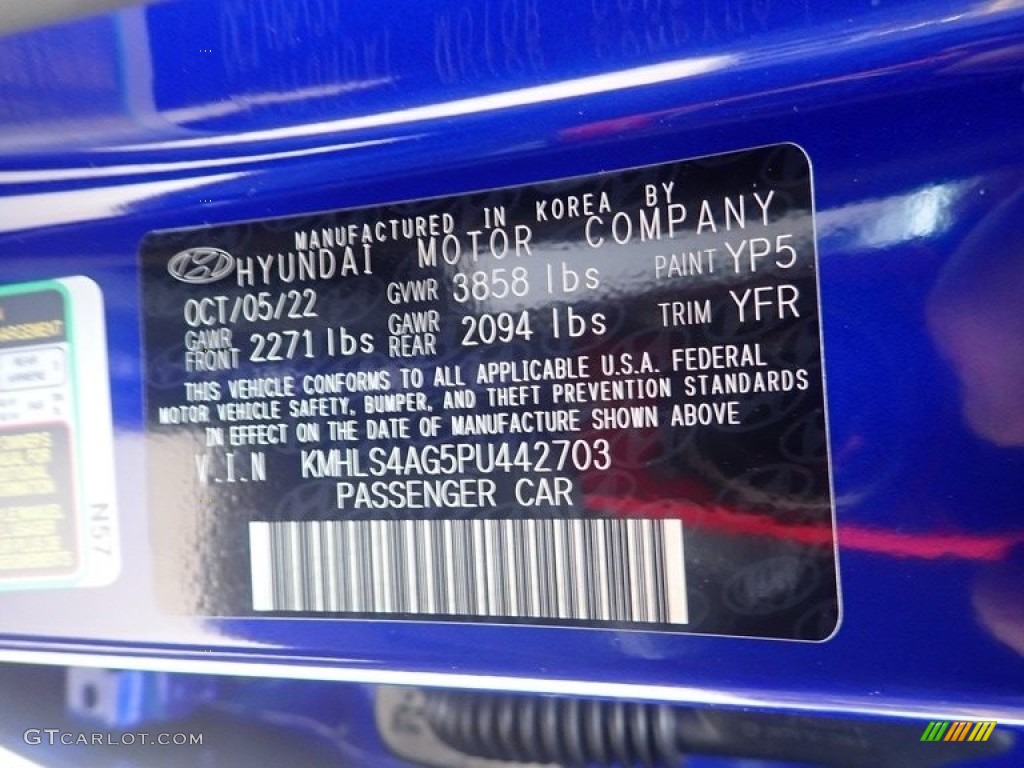 MANUFACTURED IN KOREA BY
HYUNDAI MOTOR COMPANY
OCT/05/22 GVWR 3858 lbs PAINT YP5
GAWR FRONT 2271 lbs GAWR REAR 2094 lbs TRIM YFR
THIS VEHICLE CONFORMS TO ALL APPLICABLE U.S.A. FEDERAL
MOTOR VEHICLE SAFETY, BUMPER, AND THEFT PREVENTION STANDARDS
IN EFFECT ON THE DATE OF MANUFACTURE SHOWN ABOVE
V.I.N KMHLS4AG5PU442703
PASSENGER CAR
N57
GTCARLOT.COM